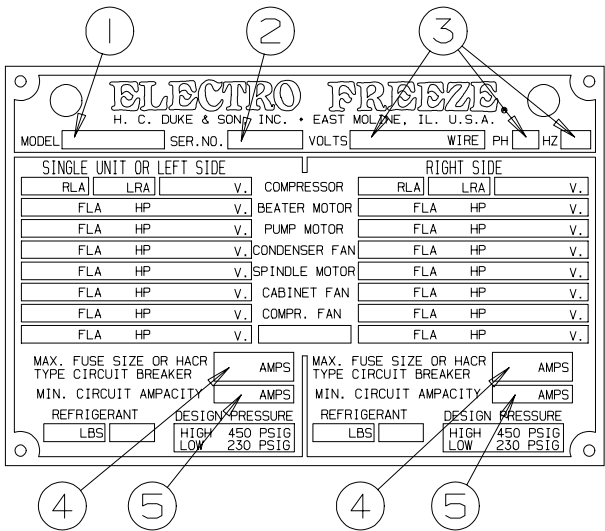 1 2 3
ELECTRO FREEZE.
H. C. DUKE & SON, INC. • EAST MOLINE, IL. U.S.A.
MODEL SER.NO. VOLTS WIRE PH HZ
SINGLE UNIT OR LEFT SIDE RIGHT SIDE
RLA LRA V. COMPRESSOR RLA LRA V.
FLA HP V. BEATER MOTOR FLA HP V.
FLA HP V. PUMP MOTOR FLA HP V.
FLA HP V. CONDENSER FAN FLA HP V.
FLA HP V. SPINDLE MOTOR FLA HP V.
FLA HP V. CABINET FAN FLA HP V.
FLA HP V. COMPR. FAN FLA HP V.
FLA HP V. FLA HP V.
MAX. FUSE SIZE OR HACR
TYPE CIRCUIT BREAKER AMPS
MIN. CIRCUIT AMPACITY AMPS
REFRIGERANT DESIGN PRESSURE
LBS HIGH 450 PSIG
LOW 230 PSIG
MAX. FUSE SIZE OR HACR
TYPE CIRCUIT BREAKER AMPS
MIN. CIRCUIT AMPACITY AMPS
REFRIGERANT DESIGN PRESSURE
LBS HIGH 450 PSIG
LOW 230 PSIG
4 5 4 5